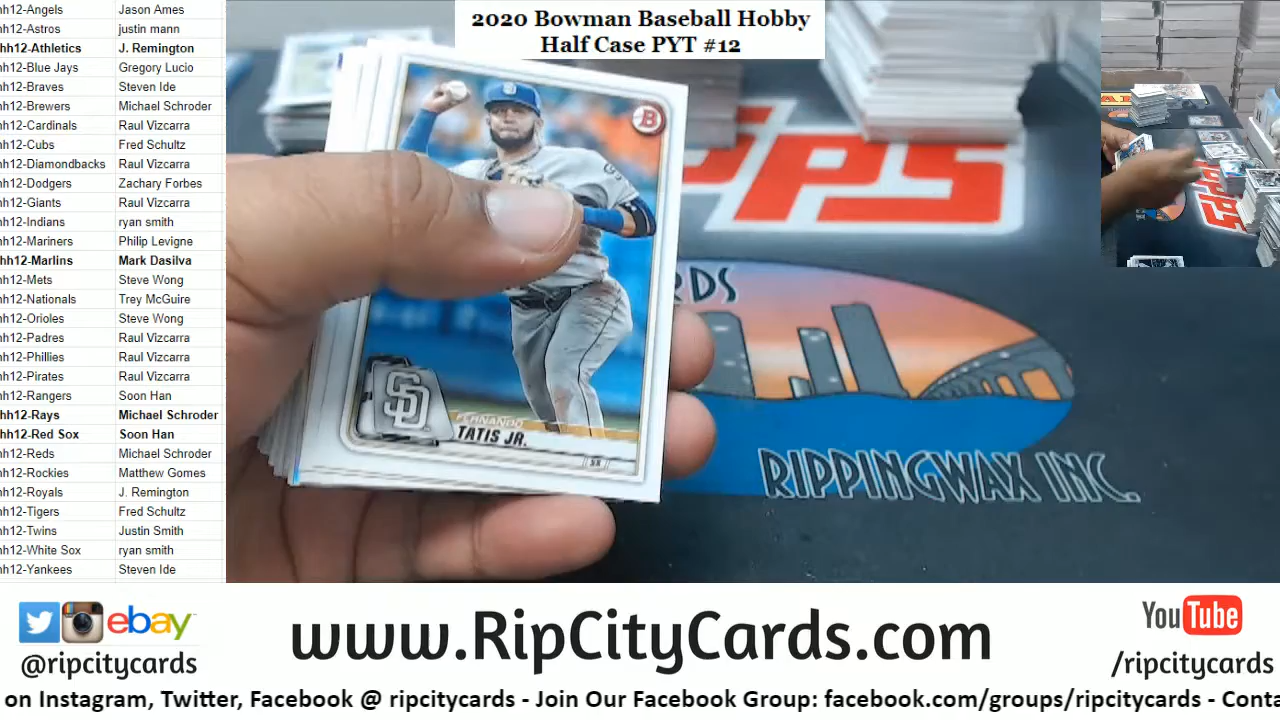 2020 Bowman Baseball Hobby
Half Case PYT #12
hh12-Angels Jason Ames
hh12-Astros justin mann
hh12-Athletics J. Remington
hh12-Blue Jays Gregory Lucio
hh12-Braves Steven Ide
hh12-Brewers Michael Schroder
hh12-Cardinals Raul Vizcarra
hh12-Cubs Fred Schultz
hh12-Diamondbacks Raul Vizcarra
hh12-Dodgers Zachary Forbes
hh12-Giants Raul Vizcarra
hh12-Indians ryan smith
hh12-Mariners Philip Levigne
hh12-Marlins Mark Dasilva
hh12-Mets Steve Wong
hh12-Nationals Trey McGuire
hh12-Orioles Steve Wong
hh12-Padres Raul Vizcarra
hh12-Phillies Raul Vizcarra
hh12-Pirates Raul Vizcarra
hh12-Rangers Soon Han
hh12-Rays Michael Schroder
hh12-Red Sox Soon Han
hh12-Reds Michael Schroder
hh12-Rockies Matthew Gomes
hh12-Royals J. Remington
hh12-Tigers Fred Schultz
hh12-Twins Justin Smith
hh12-White Sox ryan smith
hh12-Yankees Steven Ide
B
SD
FERNANDO
TATIS JR.
SS
PPS
RDS
RIPPINGWAX INC.
OPPS
ebay
@ripcitycards
www.RipCityCards.com
YouTube
/ripcitycards
on Instagram, Twitter, Facebook @ ripcitycards - Join Our Facebook Group: facebook.com/groups/ripcitycards - Conta